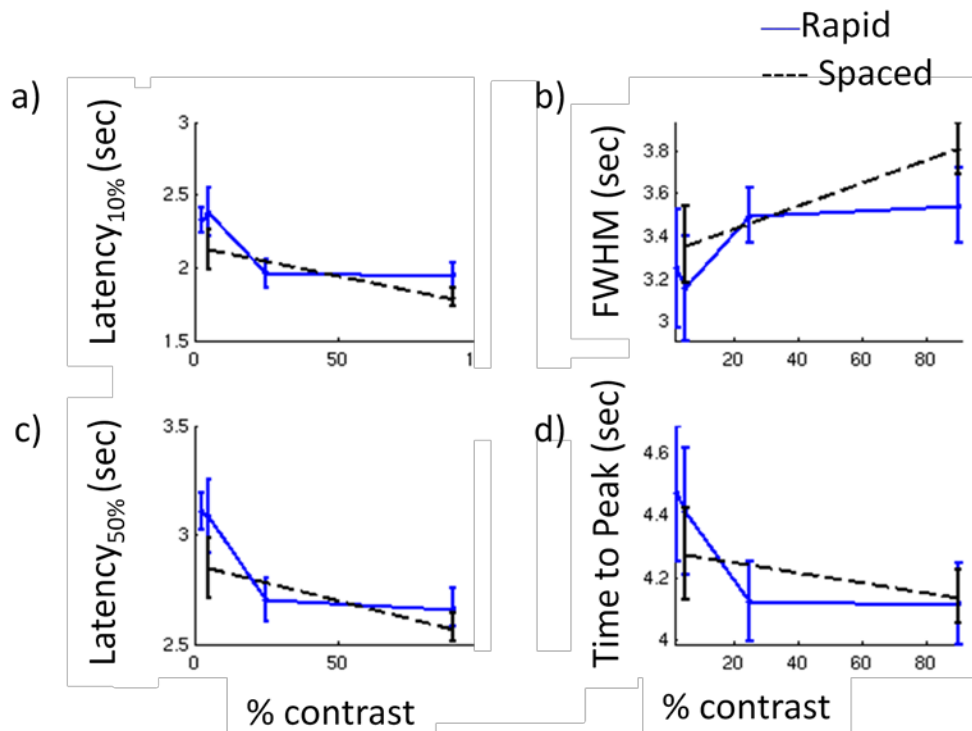 Rapid
Spaced
a)
Latency10% (sec)
3
2.5
2
1.5
0
50
1
b)
FWHM (sec)
3.8
3.6
3.4
3.2
3
20
40
60
80
c)
Latency50% (sec)
3.5
3
2.5
0
50
1
% contrast
d)
Time to Peak (sec)
4.6
4.4
4.2
4
20
40
60
80
% contrast